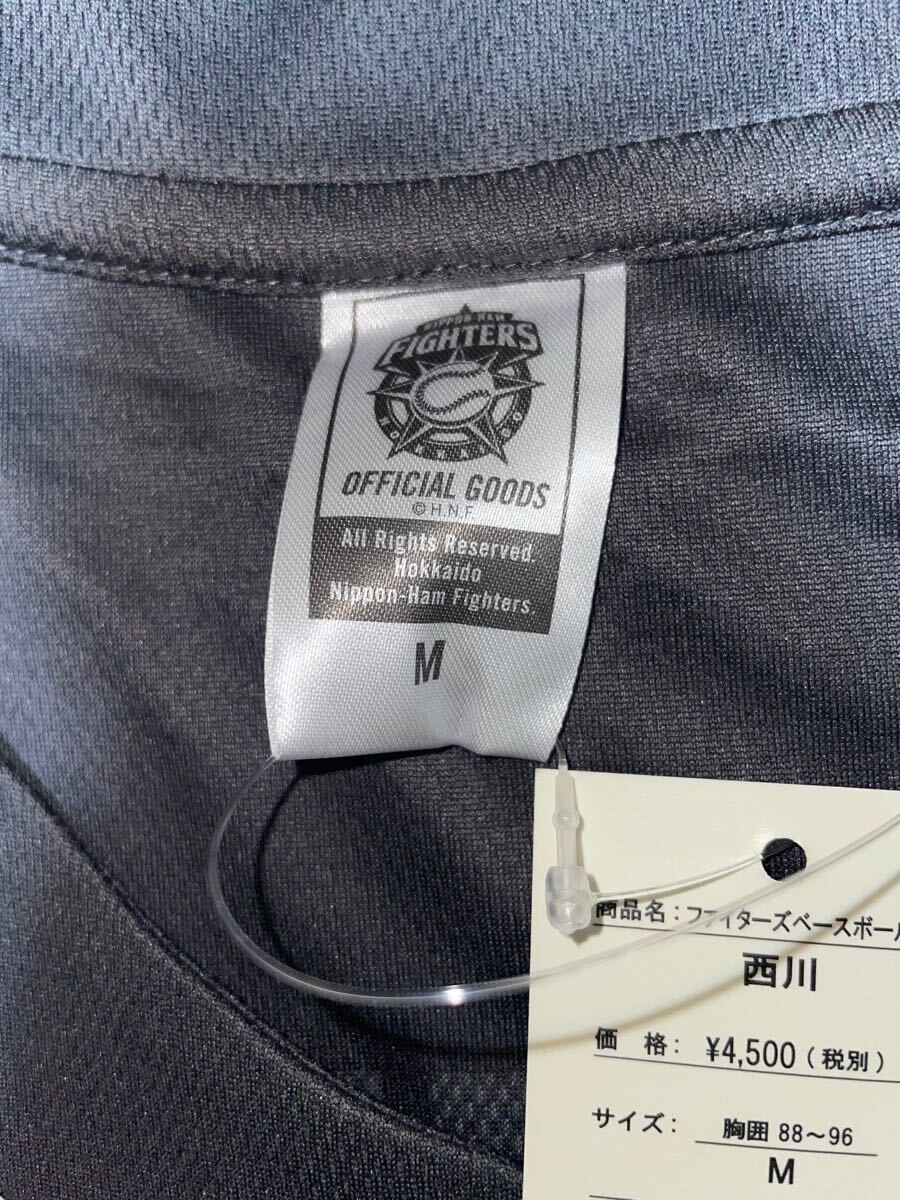 NIPPON HAM
FIGHTERS
OFFICIAL GOODS
©H.N.F
All Rights Reserved.
Hokkaido
Nippon-Ham Fighters.
M
商品名：ファイターズベースボール
西川
価　格： ¥4,500（税別）
サイズ： 胸囲 88～96
M